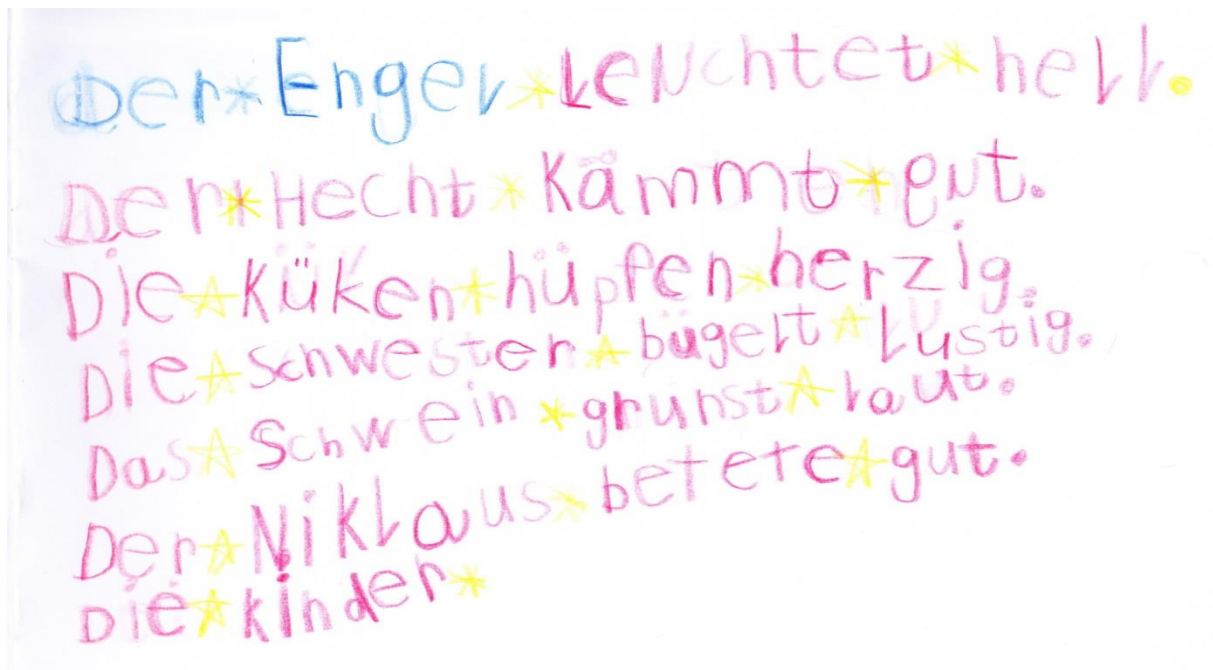 Der Engel leuchtet hell.
Der Hecht kämmt gut.
Die Küken hüpfen herzig.
Die Schwester bügelt lustig.
Das Schwein grunst laut.
Der Niklaus betete gut.
Die kinder